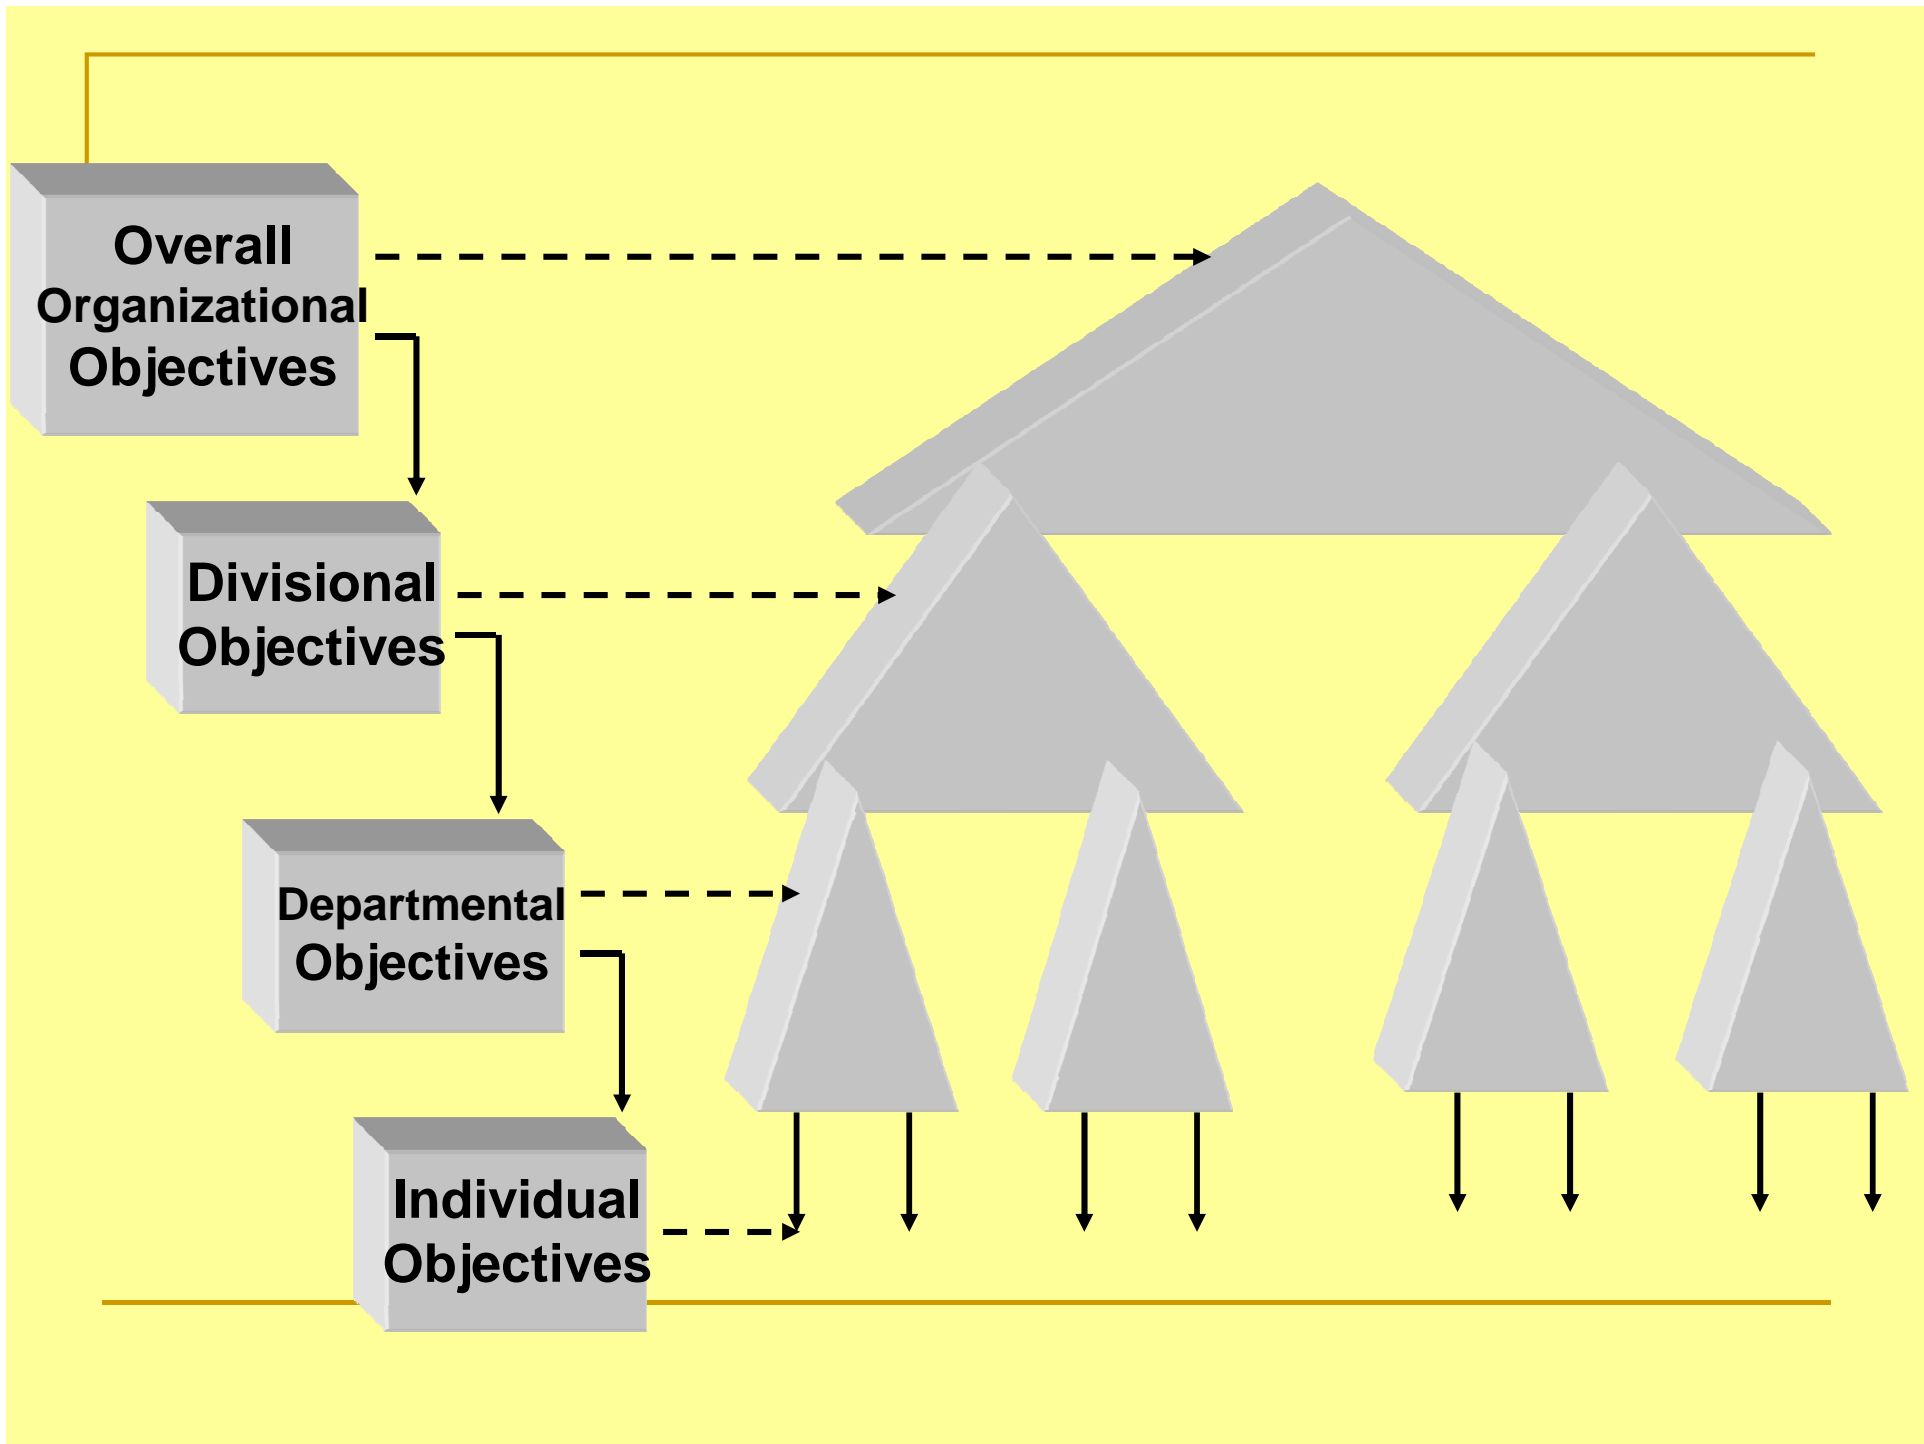 Overall
Organizational
Objectives
Divisional
Objectives
Departmental
Objectives
Individual
Objectives